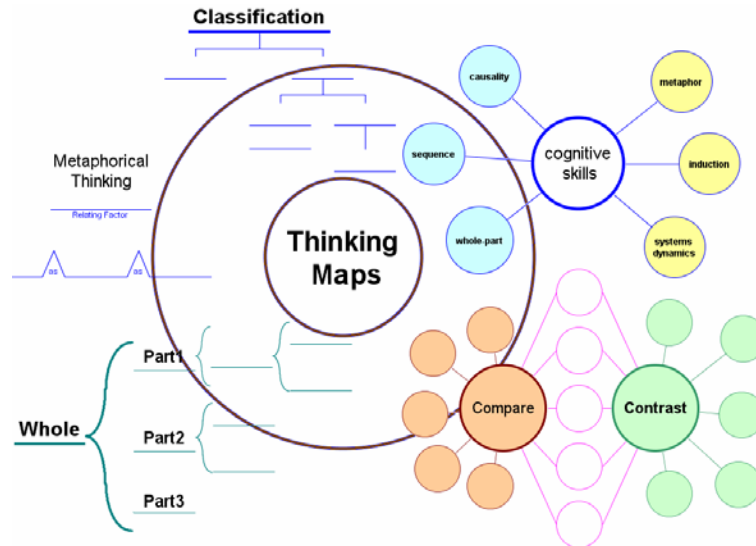 Classification
causality
metaphor
cognitive
skills
sequence
induction
Metaphorical
Thinking
Relating Factor
whole-part
systems
dynamics
Thinking
Maps
as
as
Part1
Compare
Contrast
Whole
Part2
Part3